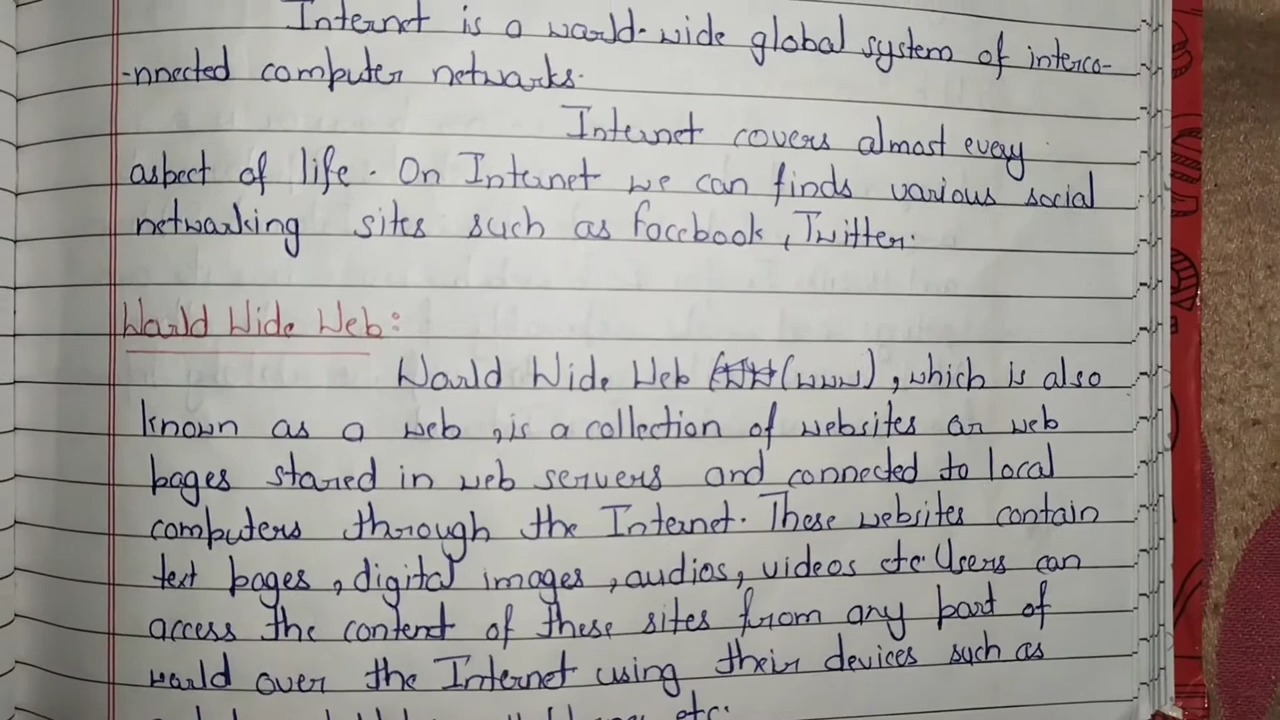 Internet is a world-wide global system of interco-
-nnected computer networks.
Internet covers almost every
aspect of life. On Internet we can finds various social
networking sites such as facebook, Twitter.
World Wide Web:
World Wide Web (www), which is also
known as a web, is a collection of websites or web
pages stored in web servers and connected to local
computers through the Internet. These websites contain
text pages, digital images, audios, videos etc. Users can
access the content of these sites from any part of
world over the Internet using their devices such as
etc.